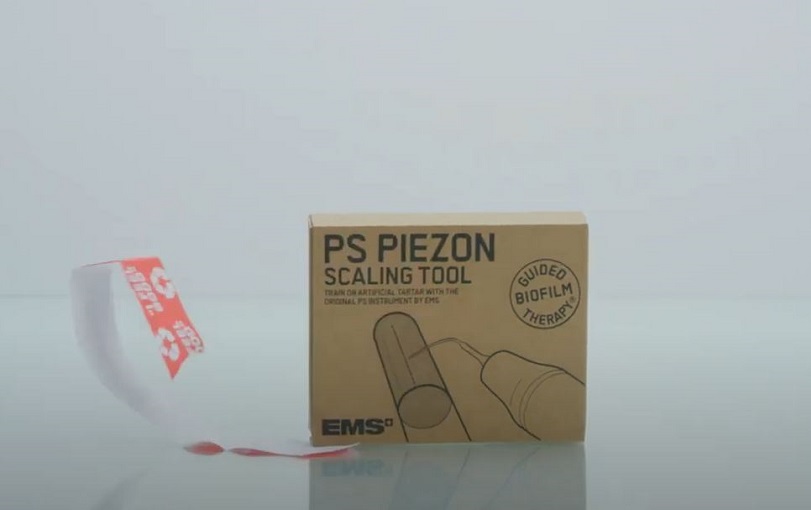 PS PIEZON
SCALING TOOL
TRAIN ON ARTIFICIAL TARTAR WITH THE
ORIGINAL PS INSTRUMENT BY EMS
GUIDED
BIOFILM
THERAPY®
EMS